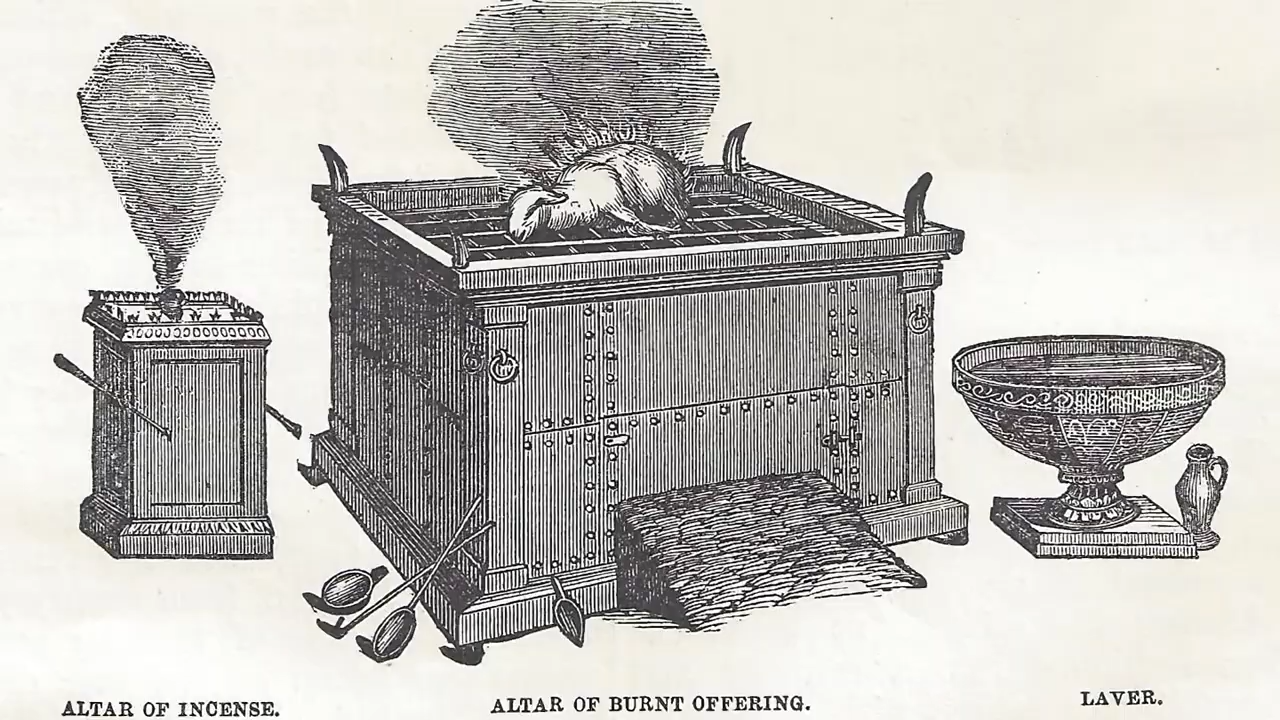 ALTAR OF INCENSE.
ALTAR OF BURNT OFFERING.
LAVER.